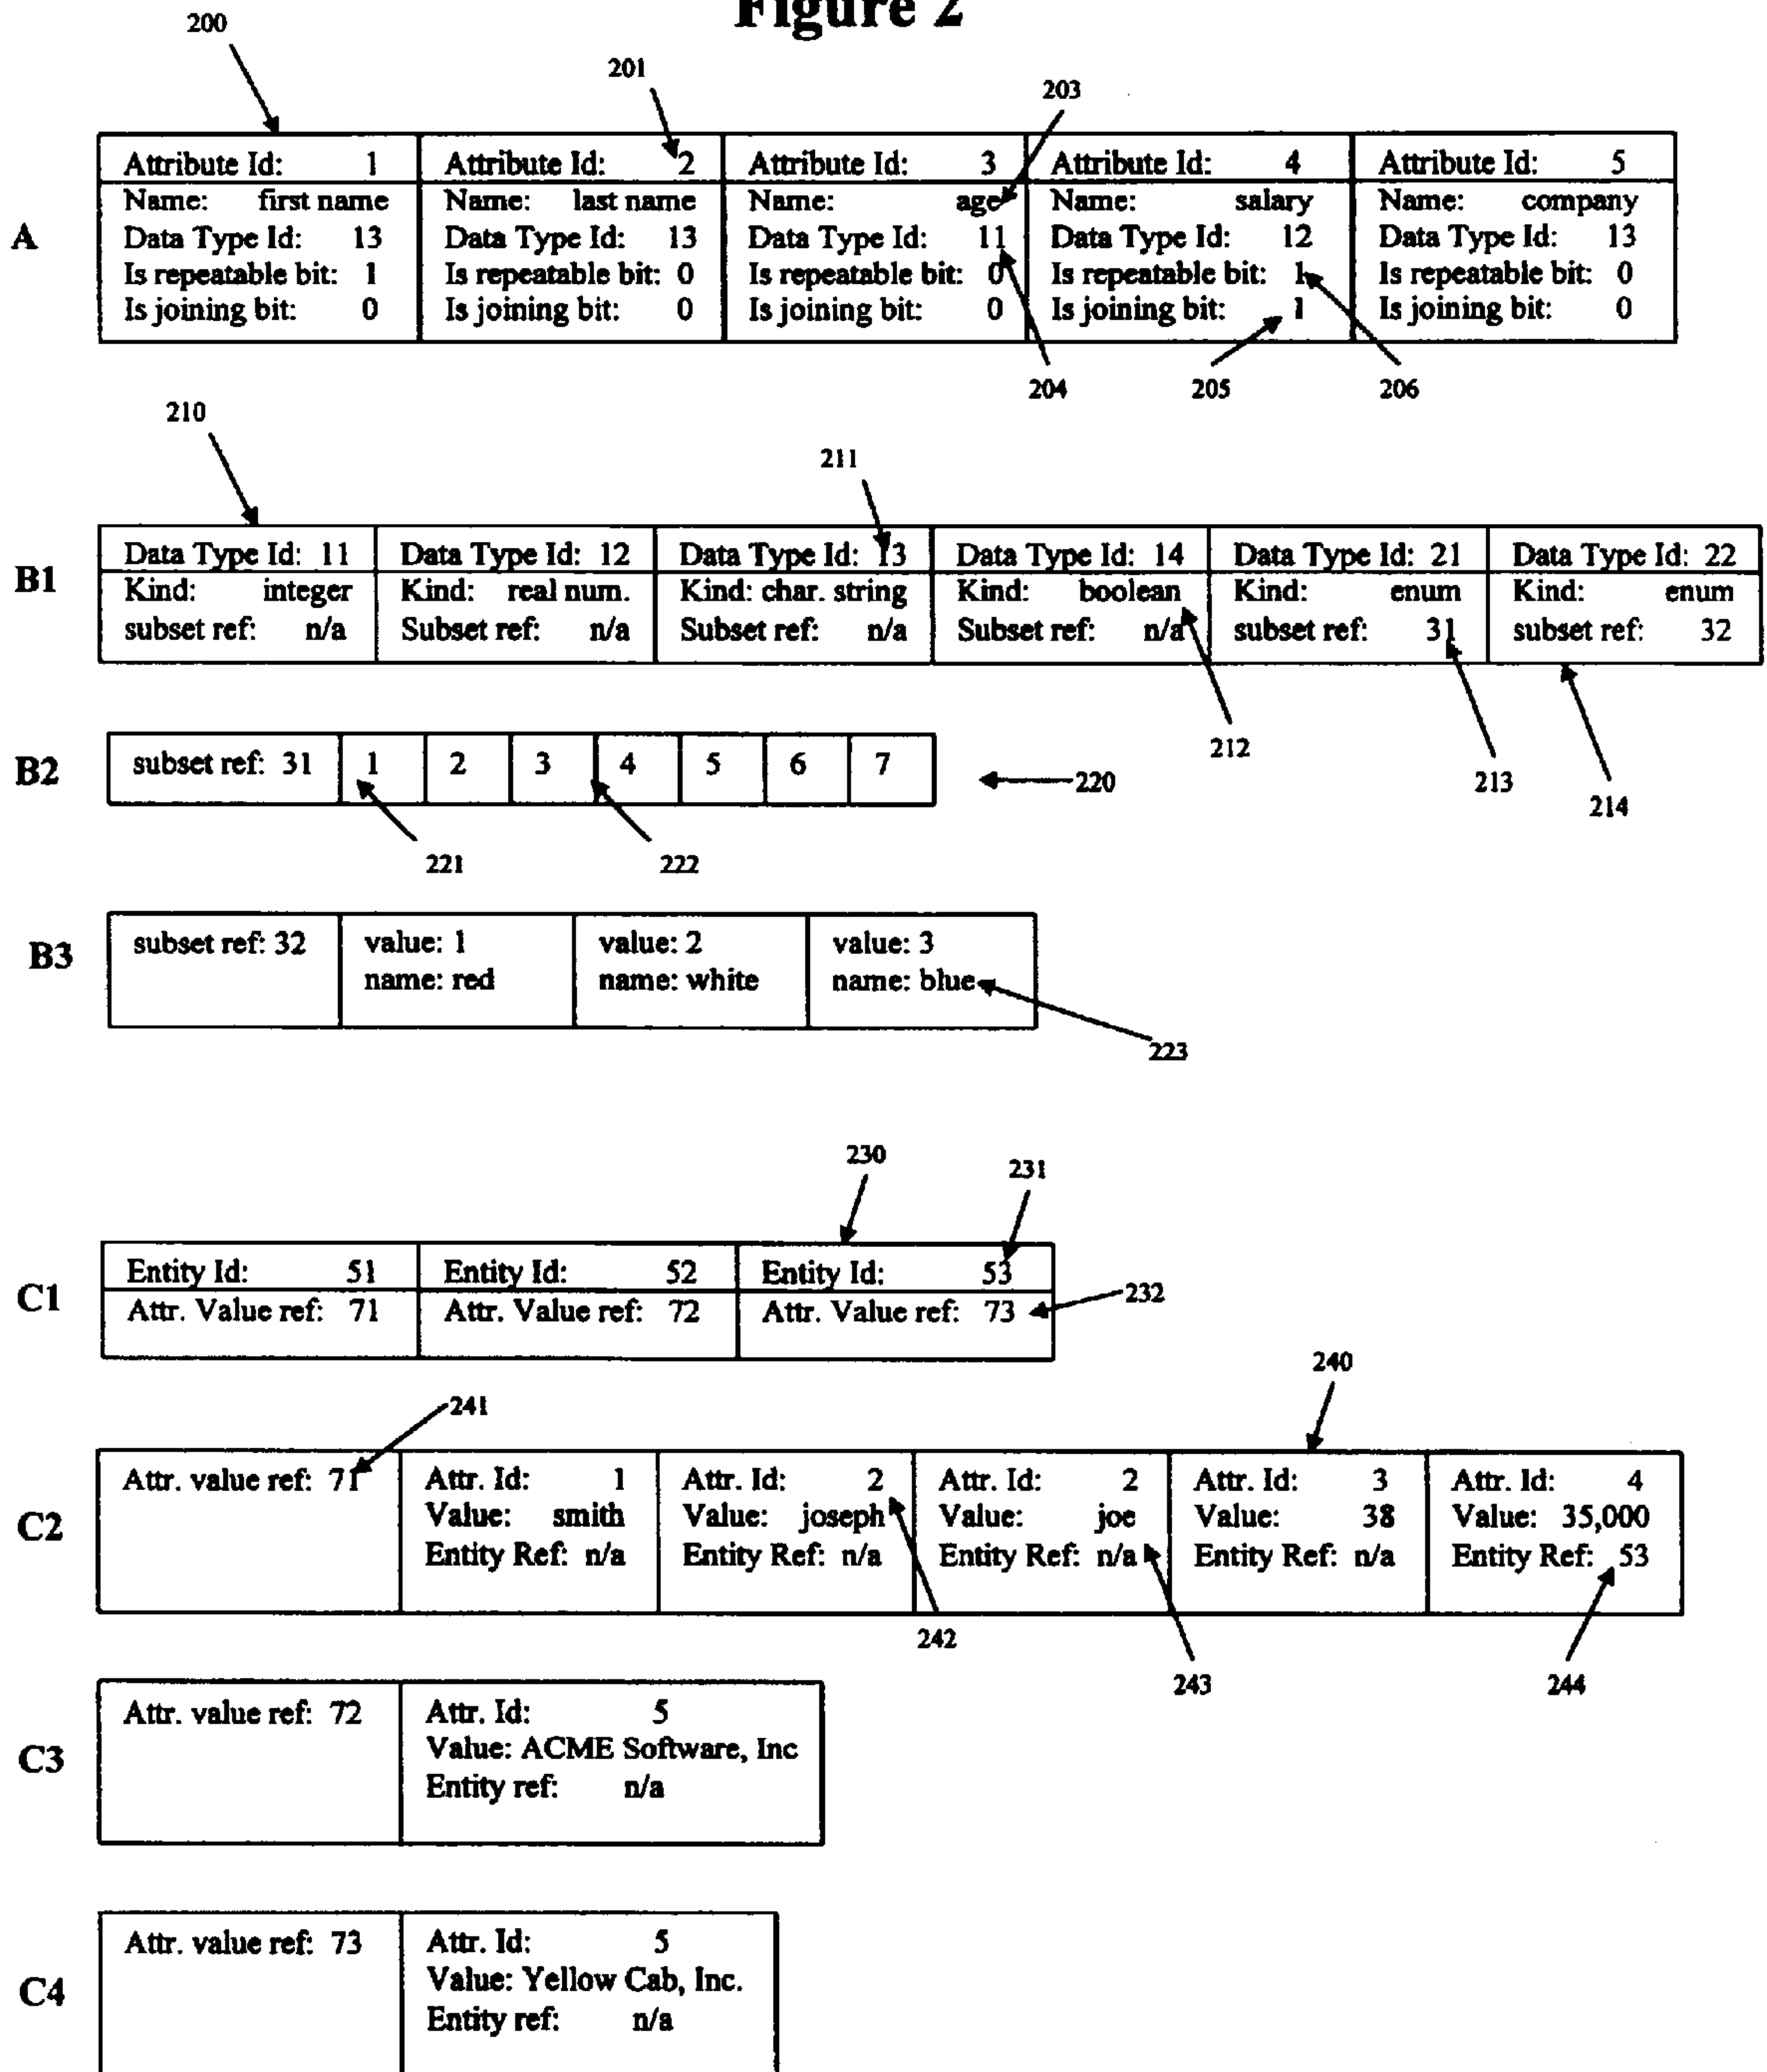 Figure 2
200
201
203
A
Attribute Id: 1 Attribute Id: 2 Attribute Id: 3 Attribute Id: 4 Attribute Id: 5
Name: first name Name: last name Name: age Name: salary Name: company
Data Type Id: 13 Data Type Id: 13 Data Type Id: 11 Data Type Id: 12 Data Type Id: 13
Is repeatable bit: 1 Is repeatable bit: 0 Is repeatable bit: 0 Is repeatable bit: 1 Is repeatable bit: 0
Is joining bit: 0 Is joining bit: 0 Is joining bit: 0 Is joining bit: 1 Is joining bit: 0
204 205 206
210
211
B1
Data Type Id: 11 Data Type Id: 12 Data Type Id: 13 Data Type Id: 14 Data Type Id: 21 Data Type Id: 22
Kind: integer Kind: real num. Kind: char. string Kind: boolean Kind: enum Kind: enum
subset ref: n/a Subset ref: n/a Subset ref: n/a Subset ref: n/a subset ref: 31 subset ref: 32
212
213
214
B2
subset ref: 31 1 2 3 4 5 6 7
220
221 222
B3
subset ref: 32 value: 1 value: 2 value: 3
name: red name: white name: blue
223
230
231
C1
Entity Id: 51 Entity Id: 52 Entity Id: 53
Attr. Value ref: 71 Attr. Value ref: 72 Attr. Value ref: 73
232
240
241
C2
Attr. value ref: 71 Attr. Id: 1 Attr. Id: 2 Attr. Id: 2 Attr. Id: 3 Attr. Id: 4
Value: smith Value: joseph Value: joe Value: 38 Value: 35,000
Entity Ref: n/a Entity Ref: n/a Entity Ref: n/a Entity Ref: n/a Entity Ref: 53
242
243
244
C3
Attr. value ref: 72 Attr. Id: 5
Value: ACME Software, Inc
Entity ref: n/a
C4
Attr. value ref: 73 Attr. Id: 5
Value: Yellow Cab, Inc.
Entity ref: n/a